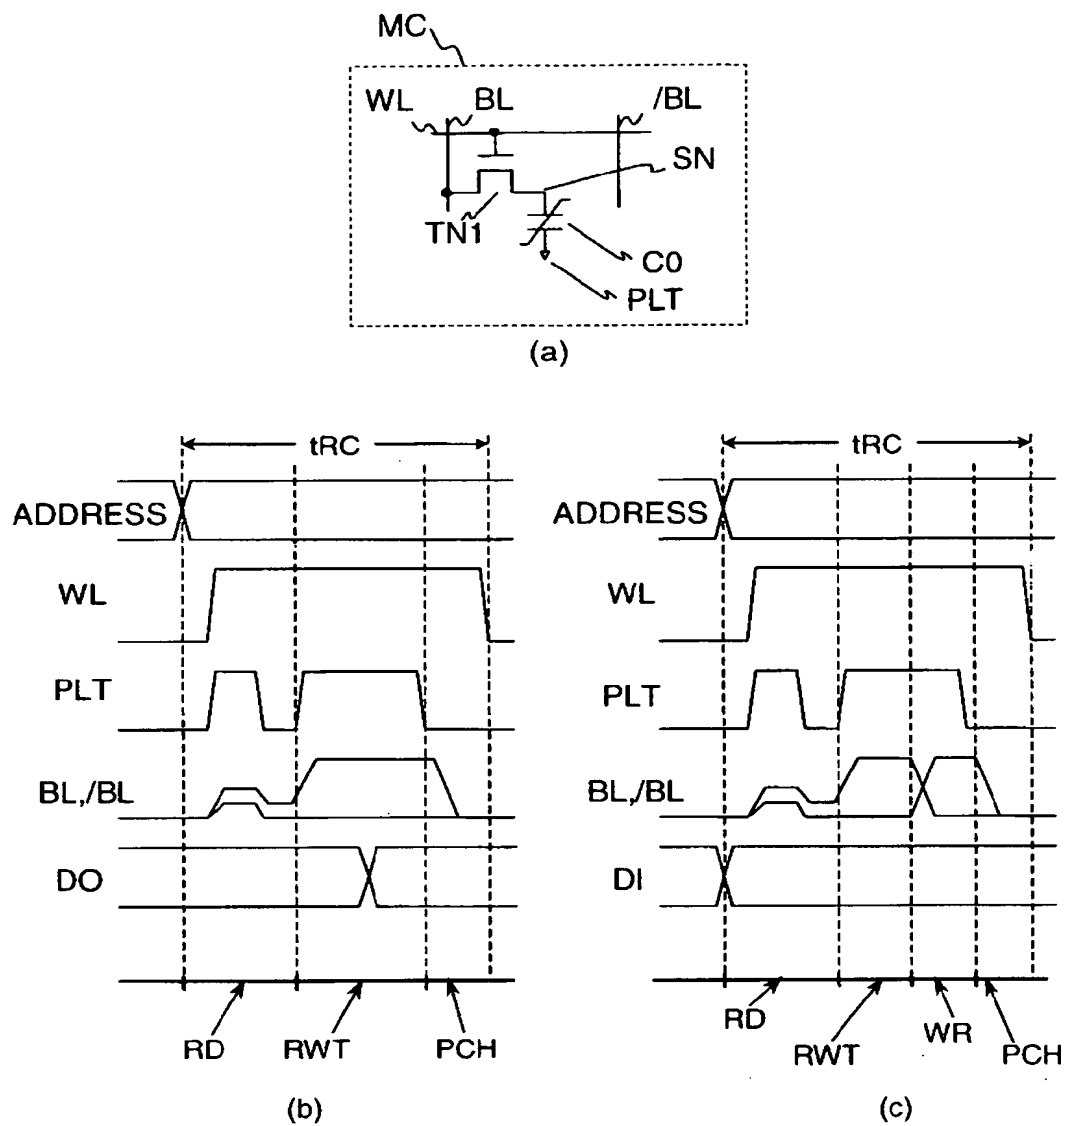 MC
WL BL /BL
SN
TN1
C0
PLT
(a)
tRC
ADDRESS
WL
PLT
BL,/BL
DO
RD RWT PCH
(b)
tRC
ADDRESS
WL
PLT
BL,/BL
DI
RD RWT WR PCH
(c)